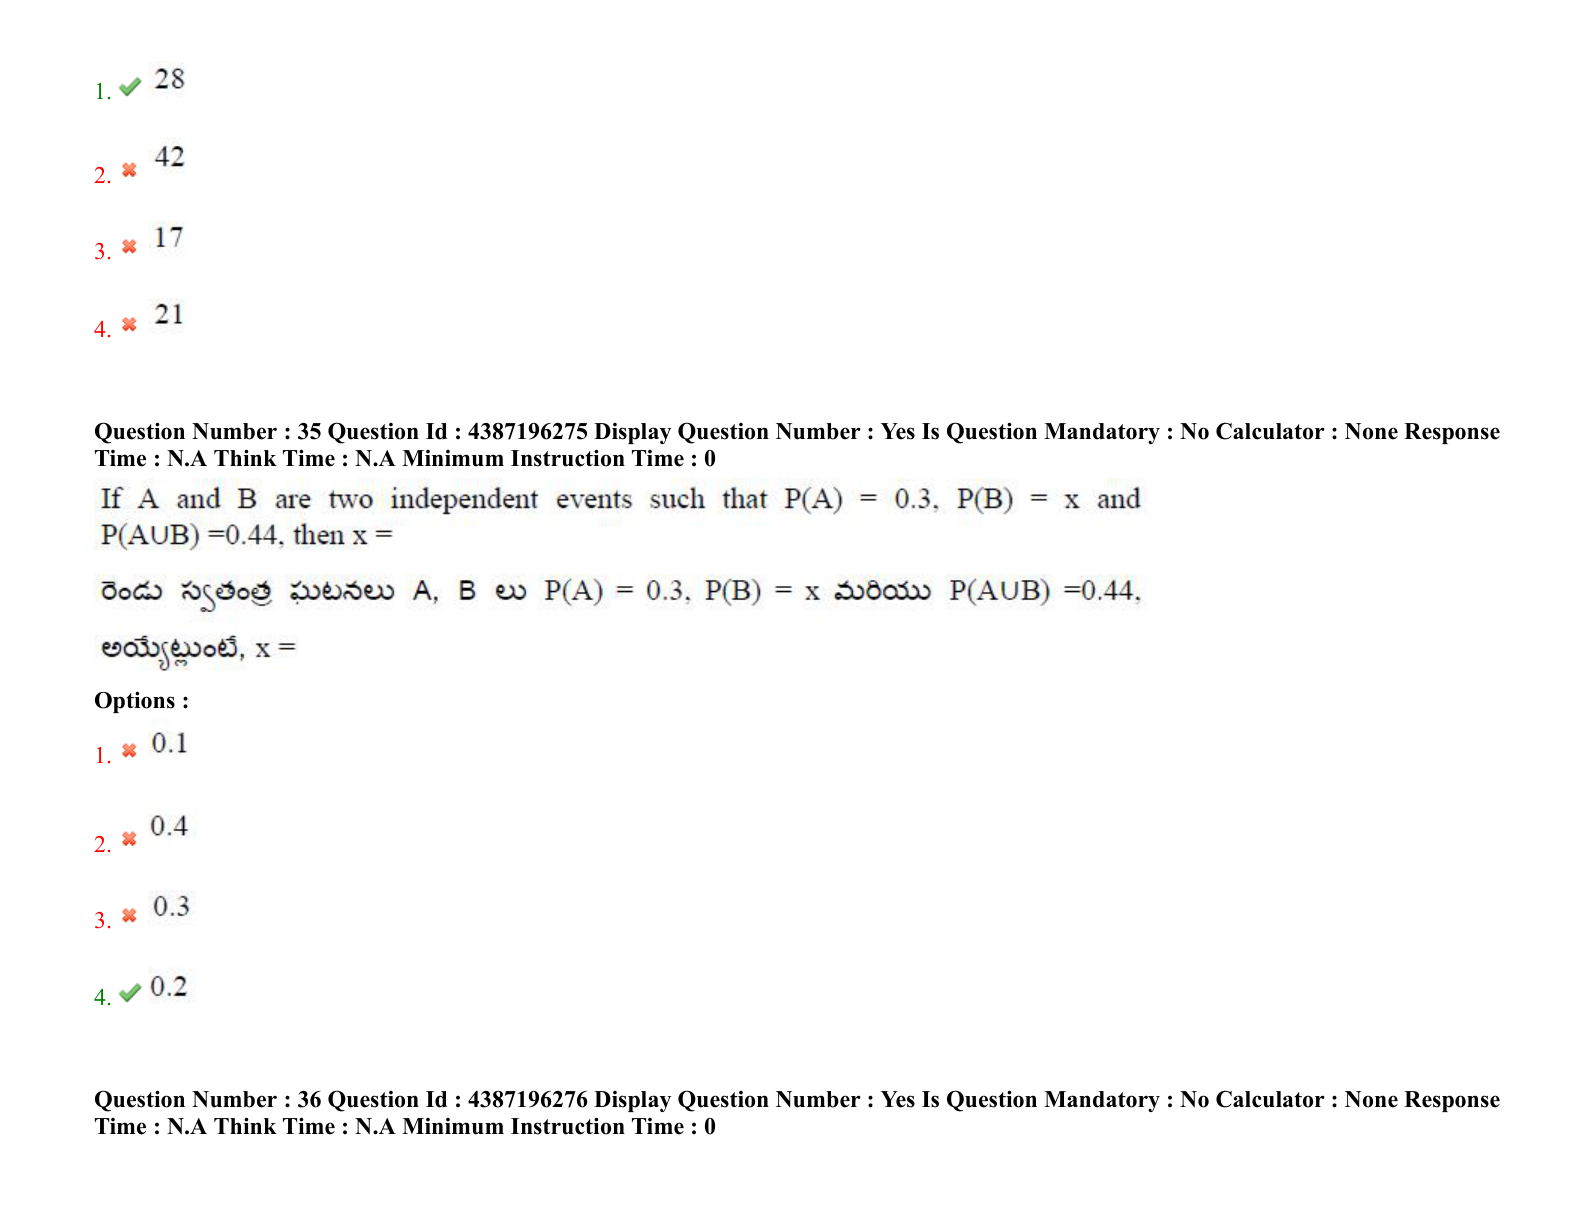 1. 28
2. 42
3. 17
4. 21
Question Number : 35 Question Id : 4387196275 Display Question Number : Yes Is Question Mandatory : No Calculator : None Response
Time : N.A Think Time : N.A Minimum Instruction Time : 0
If A and B are two independent events such that P(A) = 0.3, P(B) = x and
P(A∪B) =0.44, then x =
రెండు స్వతంత్ర ఘటనలు A, B లు P(A) = 0.3, P(B) = x మరియు P(A∪B) =0.44,
అయ్యేట్లుంటే, x =
Options :
1. 0.1
2. 0.4
3. 0.3
4. 0.2
Question Number : 36 Question Id : 4387196276 Display Question Number : Yes Is Question Mandatory : No Calculator : None Response
Time : N.A Think Time : N.A Minimum Instruction Time : 0